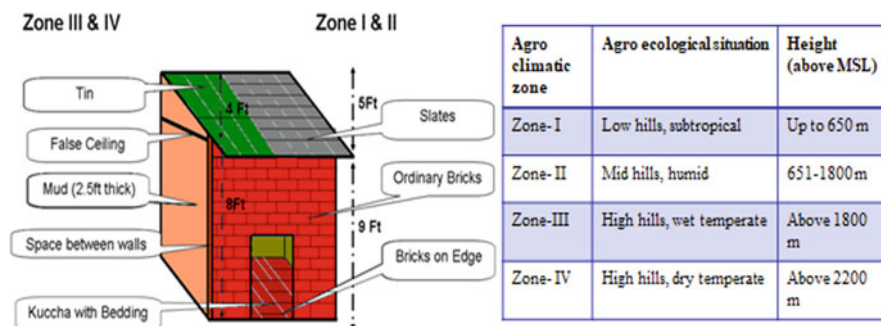 Zone III & IV
Zone I & II
Tin
4 Ft
5Ft
Slates
False Ceiling
Mud (2.5ft thick)
Ordinary Bricks
8Ft
9 Ft
Space between walls
Bricks on Edge
Kuccha with Bedding
Agro climatic zone
Agro ecological situation
Height (above MSL)
Zone- I
Low hills, subtropical
Up to 650 m
Zone- II
Mid hills, humid
651-1800 m
Zone-III
High hills, wet temperate
Above 1800 m
Zone- IV
High hills, dry temperate
Above 2200 m